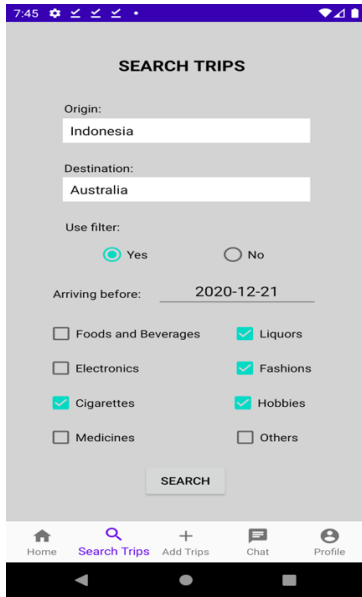 7:45
SEARCH TRIPS
Origin:
Indonesia
Destination:
Australia
Use filter:
Yes No
Arriving before: 2020-12-21
Foods and Beverages Liquors
Electronics Fashions
Cigarettes Hobbies
Medicines Others
SEARCH
Home Search Trips Add Trips Chat Profile